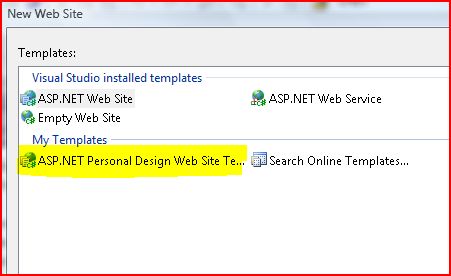 New Web Site
Templates:
Visual Studio installed templates
ASP.NET Web Site
ASP.NET Web Service
Empty Web Site
My Templates
ASP.NET Personal Design Web Site Te...
Search Online Templates...